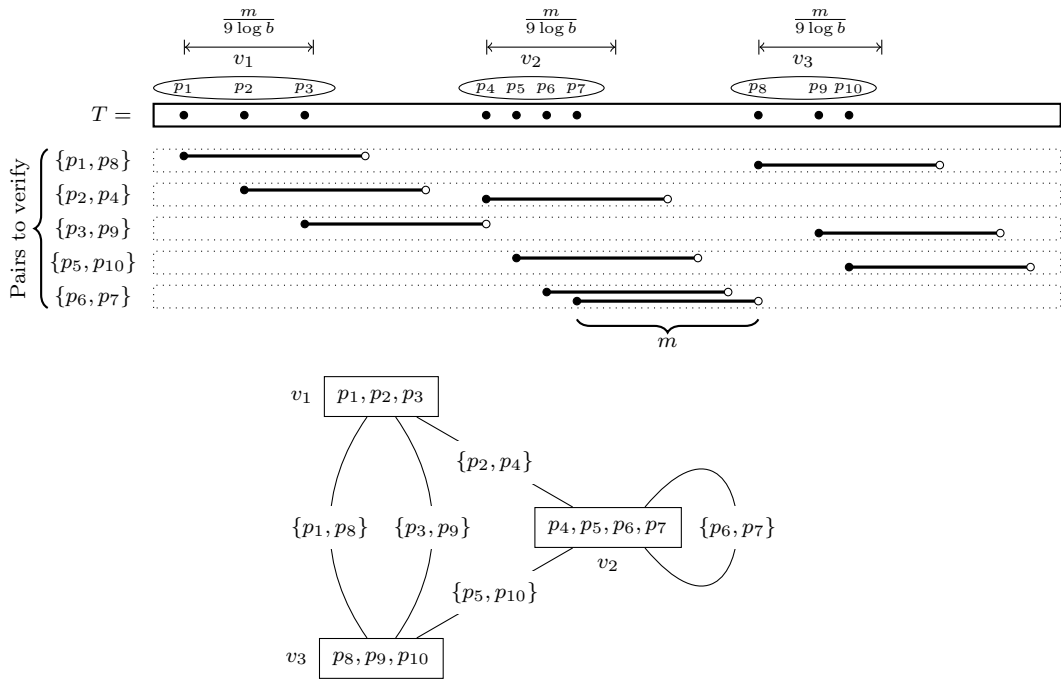 m/(9 log b) m/(9 log b) m/(9 log b)
v₁ v₂ v₃
p₁ p₂ p₃ p₄ p₅ p₆ p₇ p₈ p₉ p₁₀
T =
Pairs to verify
{p₁, p₈}
{p₂, p₄}
{p₃, p₉}
{p₅, p₁₀}
{p₆, p₇}
m
v₁ p₁, p₂, p₃
{p₂, p₄}
{p₁, p₈} {p₃, p₉} p₄, p₅, p₆, p₇ {p₆, p₇}
v₂
{p₅, p₁₀}
v₃ p₈, p₉, p₁₀